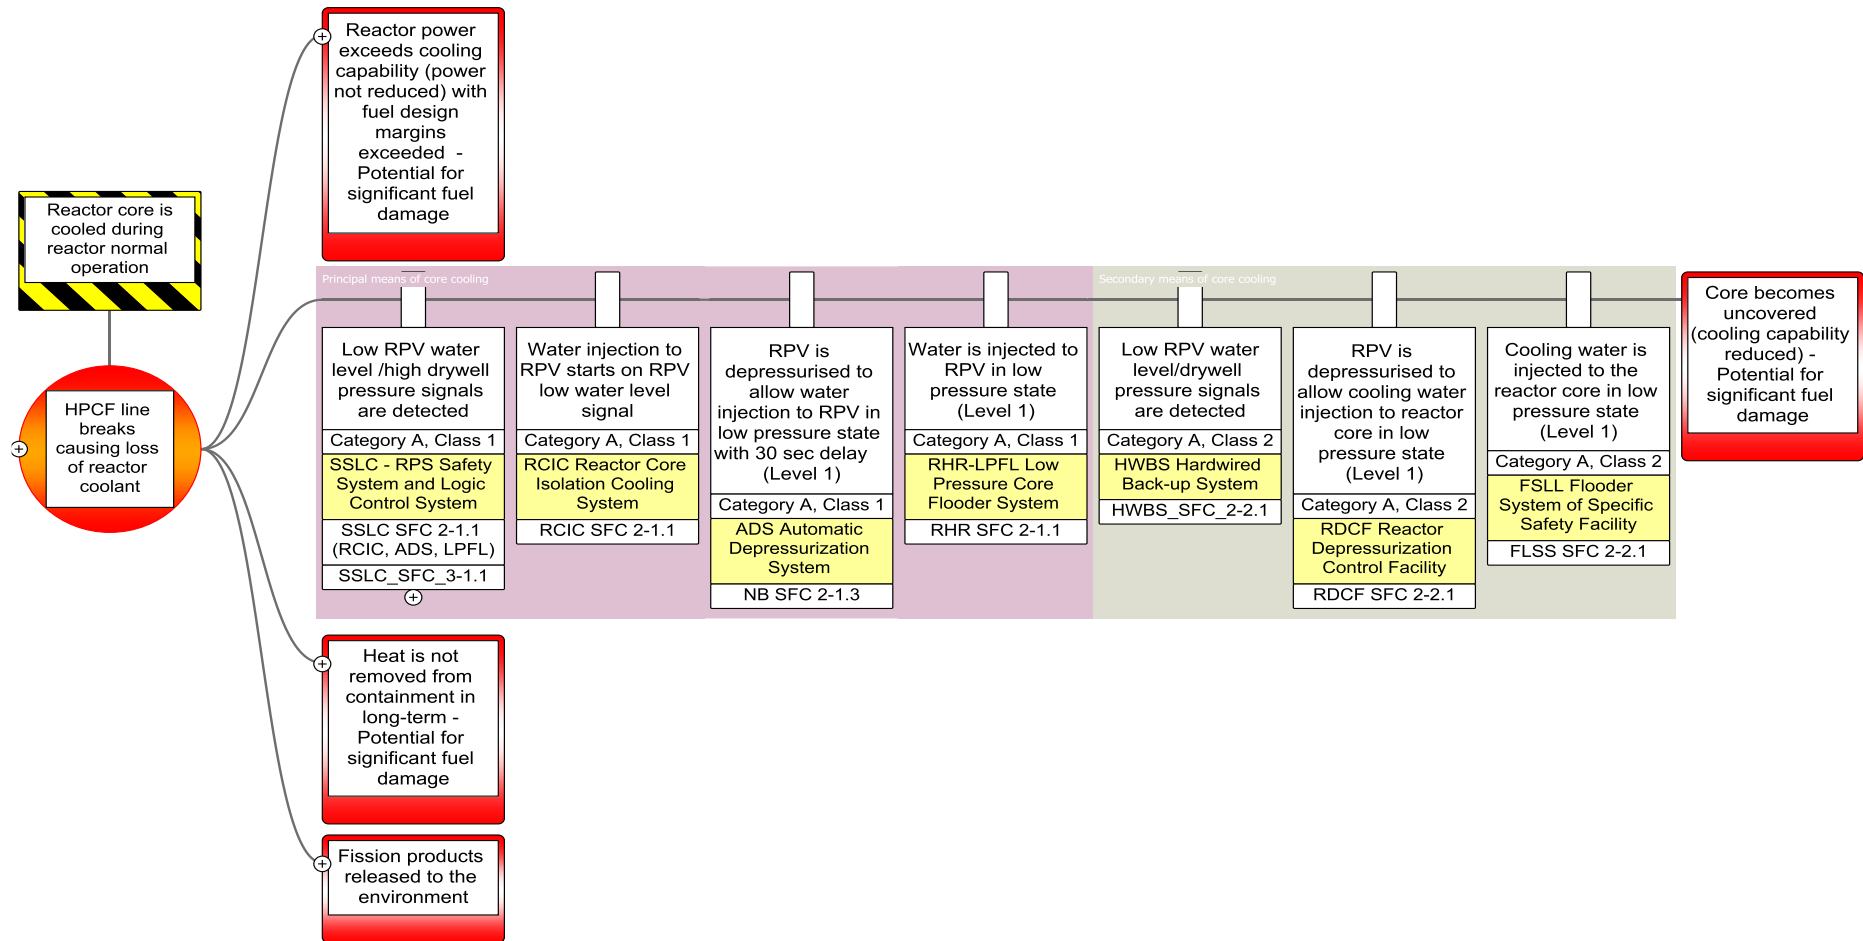 Reactor power
exceeds cooling
capability (power
not reduced) with
fuel design
margins
exceeded -
Potential for
significant fuel
damage
Reactor core is
cooled during
reactor normal
operation
HPCF line
breaks
causing loss
of reactor
coolant
Principal means of core cooling
Low RPV water
level /high drywell
pressure signals
are detected
Category A, Class 1
SSLC - RPS Safety
System and Logic
Control System
SSLC SFC 2-1.1
(RCIC, ADS, LPFL)
SSLC_SFC_3-1.1
Water injection to
RPV starts on RPV
low water level
signal
Category A, Class 1
RCIC Reactor Core
Isolation Cooling
System
RCIC SFC 2-1.1
RPV is
depressurised to
allow water
injection to RPV in
low pressure state
with 30 sec delay
(Level 1)
Category A, Class 1
ADS Automatic
Depressurization
System
NB SFC 2-1.3
Water is injected to
RPV in low
pressure state
(Level 1)
Category A, Class 1
RHR-LPFL Low
Pressure Core
Flooder System
RHR SFC 2-1.1
Secondary means of core cooling
Low RPV water
level/drywell
pressure signals
are detected
Category A, Class 2
HWBS Hardwired
Back-up System
HWBS_SFC_2-2.1
RPV is
depressurised to
allow cooling water
injection to reactor
core in low
pressure state
(Level 1)
Category A, Class 2
RDCF Reactor
Depressurization
Control Facility
RDCF SFC 2-2.1
Cooling water is
injected to the
reactor core in low
pressure state
(Level 1)
Category A, Class 2
FSLL Flooder
System of Specific
Safety Facility
FLSS SFC 2-2.1
Core becomes
uncovered
(cooling capability
reduced) -
Potential for
significant fuel
damage
Heat is not
removed from
containment in
long-term -
Potential for
significant fuel
damage
Fission products
released to the
environment